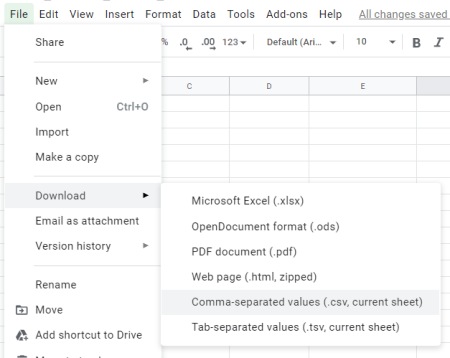 File Edit View Insert Format Data Tools Add-ons Help All changes saved
% .0 .00 123 Default (Ari... 10 B I
C D E
Share
New
Open Ctrl+O
Import
Make a copy
Download
Email as attachment
Version history
Rename
Move
Add shortcut to Drive
Microsoft Excel (.xlsx)
OpenDocument format (.ods)
PDF document (.pdf)
Web page (.html, zipped)
Comma-separated values (.csv, current sheet)
Tab-separated values (.tsv, current sheet)